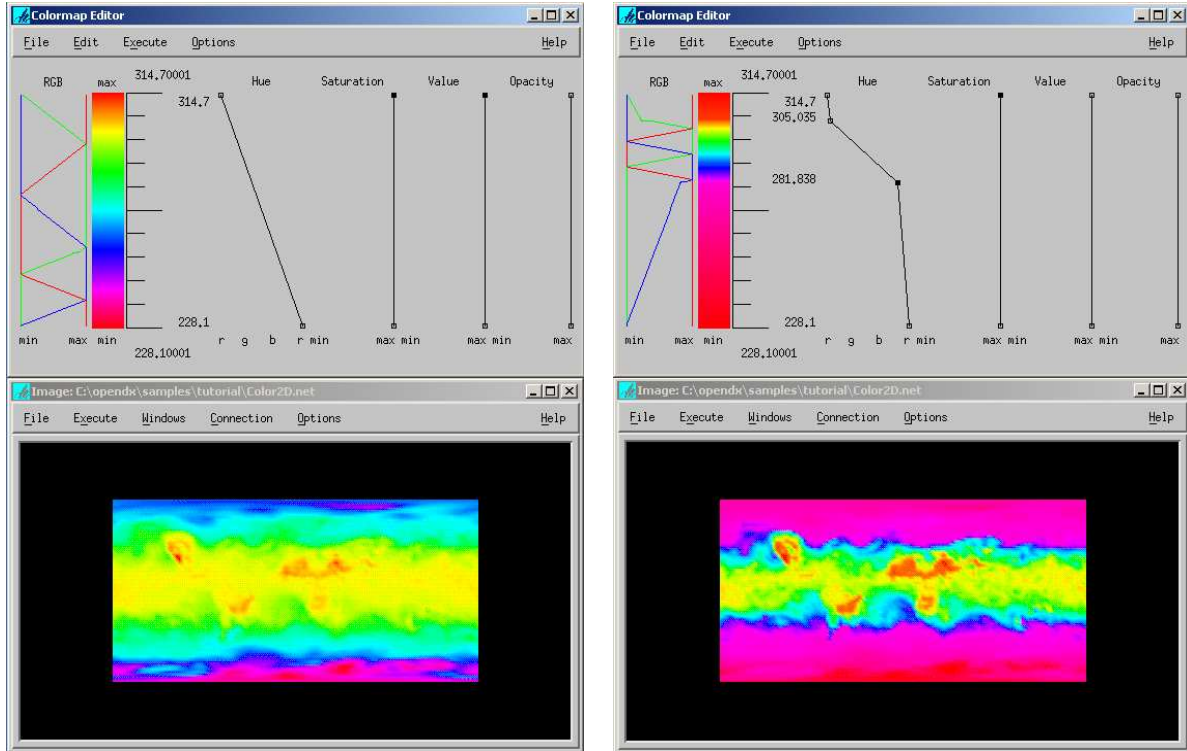 Colormap Editor
File Edit Execute Options Help
RGB max 314.70001 Hue Saturation Value Opacity
314.7
228.1
min max min r g b r min max min max min max
228.10001
Image: C:\opendx\samples\tutorial\Color2D.net
File Execute Windows Connection Options Help
Colormap Editor
File Edit Execute Options Help
RGB max 314.70001 Hue Saturation Value Opacity
314.7
305.035
281.838
228.1
min max min r g b r min max min max min max
228.10001
Image: C:\opendx\samples\tutorial\Color2D.net
File Execute Windows Connection Options Help